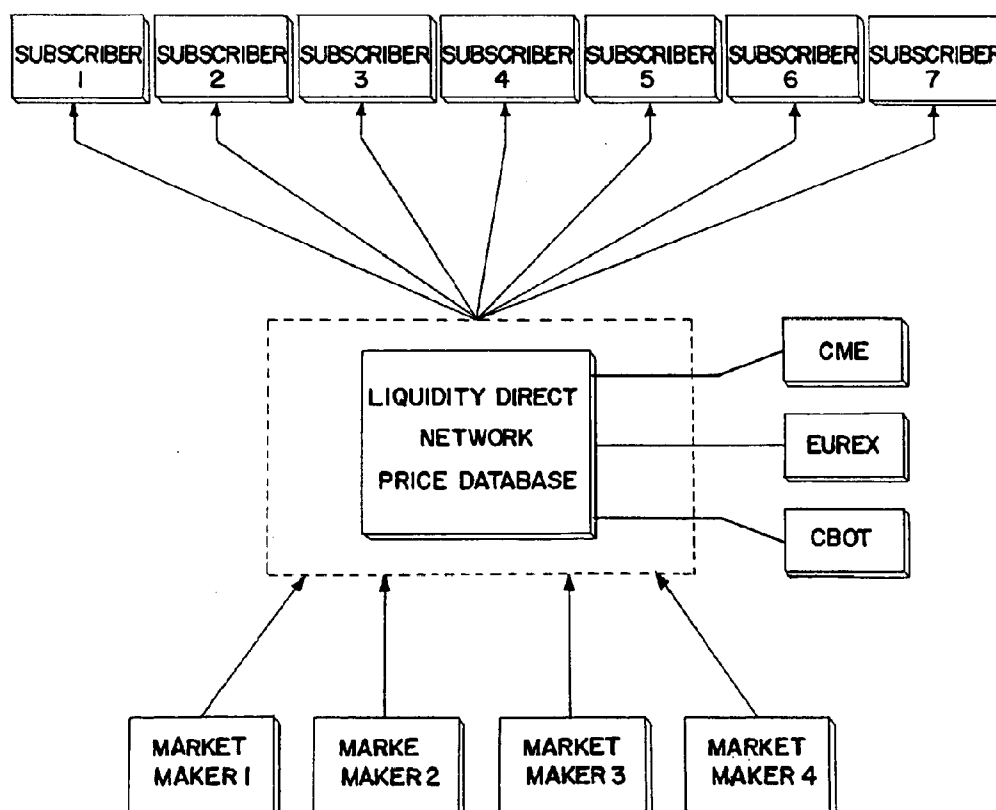 SUBSCRIBER
1
SUBSCRIBER
2
SUBSCRIBER
3
SUBSCRIBER
4
SUBSCRIBER
5
SUBSCRIBER
6
SUBSCRIBER
7
LIQUIDITY DIRECT
NETWORK
PRICE DATABASE
CME
EUREX
CBOT
MARKET
MAKER 1
MARKE
MAKER 2
MARKET
MAKER 3
MARKET
MAKER 4